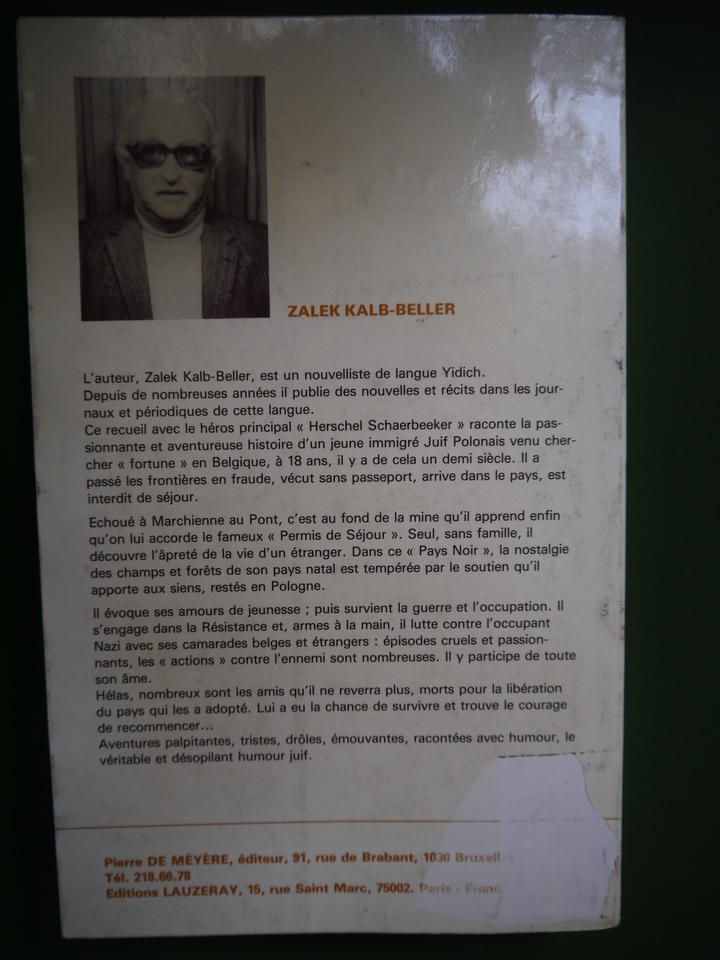 ZALEK KALB-BELLER
L'auteur, Zalek Kalb-Beller, est un nouvelliste de langue Yidich.
Depuis de nombreuses années il publie des nouvelles et récits dans les jour-
naux et périodiques de cette langue.
Ce recueil avec le héros principal « Herschel Schaerbeeker » raconte la pas-
sionnante et aventureuse histoire d'un jeune immigré Juif Polonais venu cher-
cher « fortune » en Belgique, à 18 ans, il y a de cela un demi siècle. Il a
passé les frontières en fraude, vécut sans passeport, arrive dans le pays, est
interdit de séjour.
Echoué à Marchienne au Pont, c'est au fond de la mine qu'il apprend enfin
qu'on lui accorde le fameux « Permis de Séjour ». Seul, sans famille, il
découvre l'âpreté de la vie d'un étranger. Dans ce « Pays Noir », la nostalgie
des champs et forêts de son pays natal est tempérée par le soutien qu'il
apporte aux siens, restés en Pologne.
Il évoque ses amours de jeunesse ; puis survient la guerre et l'occupation. Il
s'engage dans la Résistance et, armes à la main, il lutte contre l'occupant
Nazi avec ses camarades belges et étrangers : épisodes cruels et passion-
nants, les « actions » contre l'ennemi sont nombreuses. Il y participe de toute
son âme.
Hélas, nombreux sont les amis qu'il ne reverra plus, morts pour la libération
du pays qui les a adopté. Lui a eu la chance de survivre et trouve le courage
de recommencer...
Aventures palpitantes, tristes, drôles, émouvantes, racontées avec humour, le
véritable et désopilant humour juif.
Pierre DE MÉYÈRE, éditeur, 91, rue de Brabant, 1030 Bruxell
Tél. 218.66.78
Editions LAUZERAY, 15, rue Saint Marc, 75002. Paris - Franc